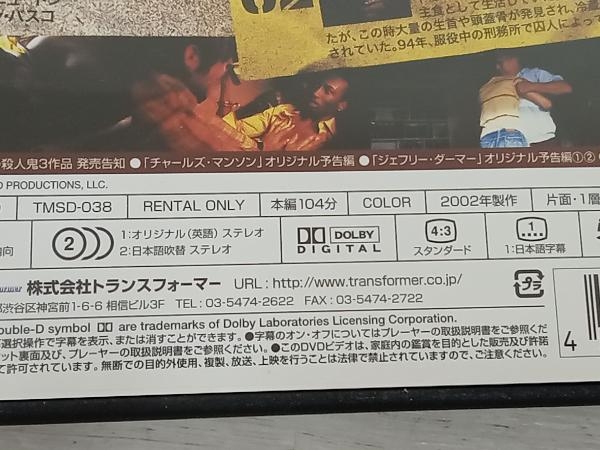 ・パスコ
62
主食として生活してい
たが、この時大量の生首や頭蓋骨が発見され、冷蔵
されていた。94年、服役中の刑務所で囚人によって
殺人鬼3作品 発売告知 ●「チャールズ・マンソン」オリジナル予告編 ●「ジェフリー・ダーマー」オリジナル予告編①②
PRODUCTIONS, LLC.
TMSD-038 RENTAL ONLY 本編104分 COLOR 2002年製作 片面・1層
2 1:オリジナル(英語) ステレオ
2:日本語吹替 ステレオ
DOLBY
DIGITAL
4:3
スタンダード
1
1:日本語字幕
株式会社トランスフォーマー URL:http://www.transformer.co.jp/
渋谷区神宮前1-6-6 相信ビル3F TEL:03-5474-2622 FAX:03-5474-2722
プラ
ouble-D symbol are trademarks of Dolby Laboratories Licensing Corporation.
選択操作で字幕を表示、または消すことができます。●字幕のオン・オフについてはプレーヤーの取扱説明書をご参照くだ
ット裏面及び、プレーヤーの取扱説明書をご参照ください。●このDVDビデオは、家庭内の鑑賞を目的とした販売及び許諾
て許可されています。無断での目的外使用、複製、放送、上映を行うことは法律で禁止されていますので、ご注意ください。
4